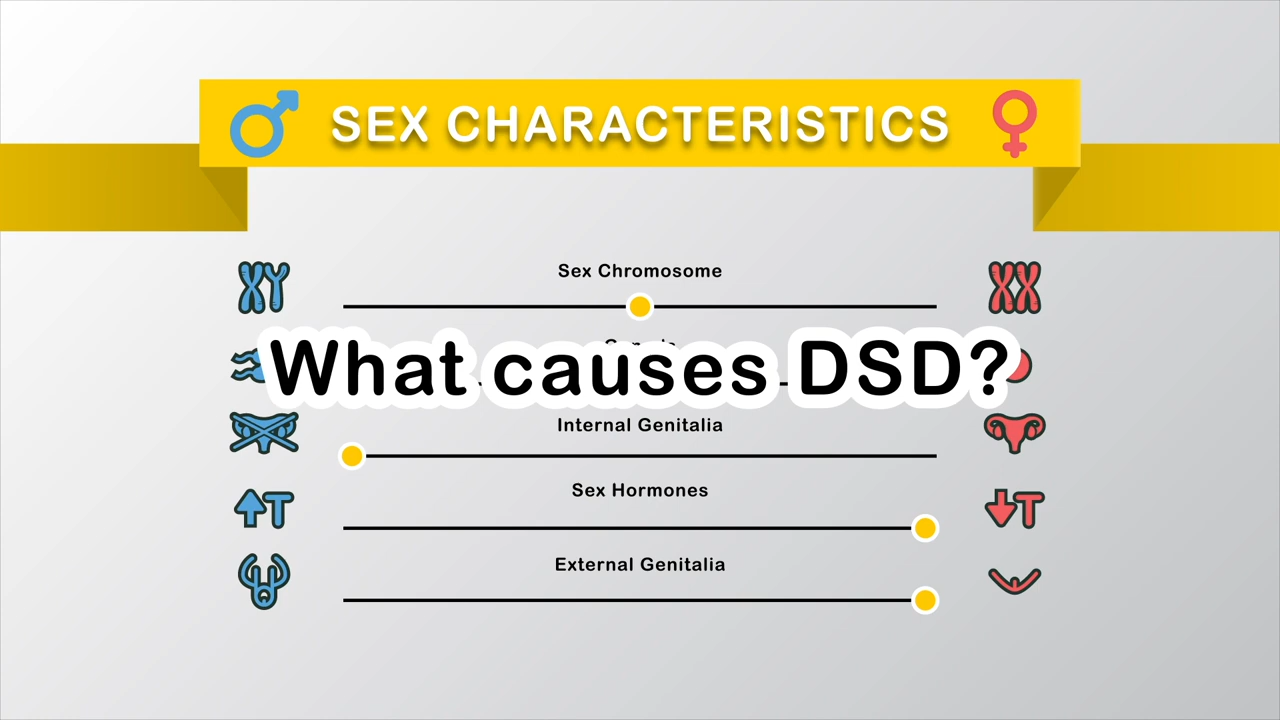 SEX CHARACTERISTICS
Sex Chromosome
What causes DSD?
Internal Genitalia
Sex Hormones
External Genitalia